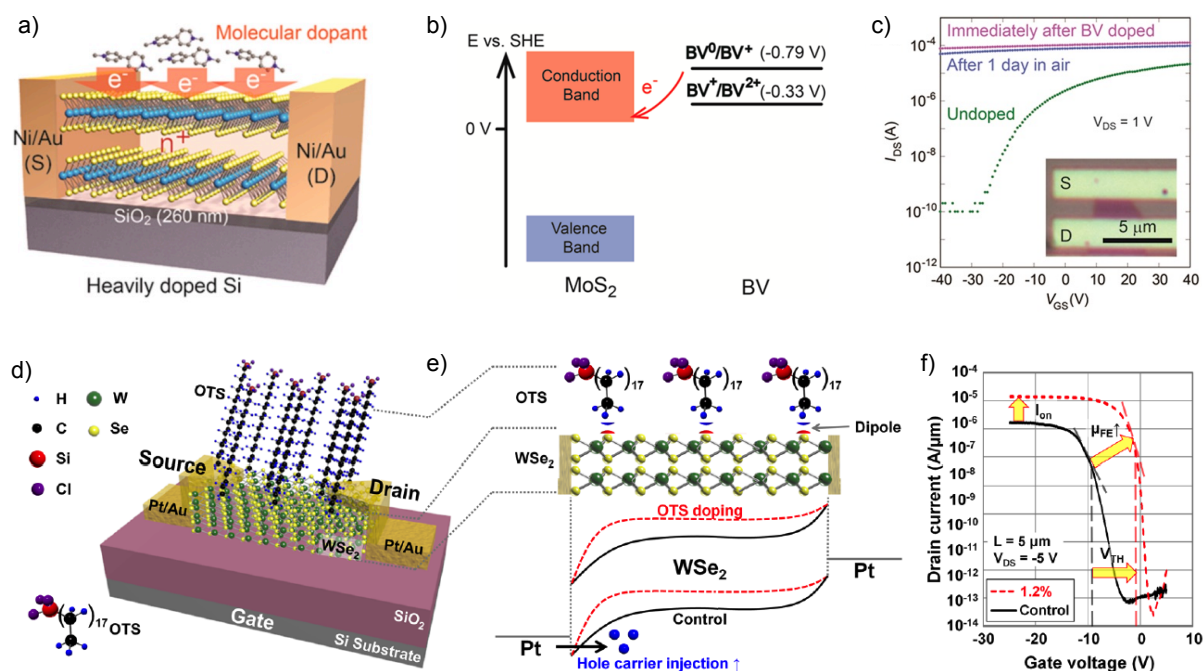 a)
Molecular dopant
e⁻ e⁻ e⁻
Ni/Au
(S)
n⁺
Ni/Au
(D)
SiO₂ (260 nm)
Heavily doped Si
b)
E vs. SHE
0 V
Conduction
Band
Valence
Band
MoS₂
e⁻
BV⁰/BV⁺ (-0.79 V)
BV⁺/BV²⁺(-0.33 V)
BV
c)
Immediately after BV doped
After 1 day in air
Undoped
V_DS = 1 V
S
D
5 μm
I_DS(A)
10⁻⁴
10⁻⁶
10⁻⁸
10⁻¹⁰
10⁻¹²
-40 -30 -20 -10 0 10 20 30 40
V_GS(V)
d)
H
W
C
Se
Si
Cl
OTS
Source
Drain
Pt/Au
Pt/Au
WSe₂
SiO₂
Gate
Si Substrate
17 OTS
e)
OTS
17 17 17
Dipole
WSe₂
OTS doping
WSe₂
Pt
Control
Pt
Hole carrier injection ↑
f)
Drain current (A/μm)
10⁻⁴
10⁻⁵
10⁻⁶
10⁻⁷
10⁻⁸
10⁻⁹
10⁻¹⁰
10⁻¹¹
10⁻¹²
10⁻¹³
10⁻¹⁴
I_on
μ_FE↑
L = 5 μm
V_DS = -5 V
V_TH
1.2%
Control
-30 -20 -10 0 10
Gate voltage (V)